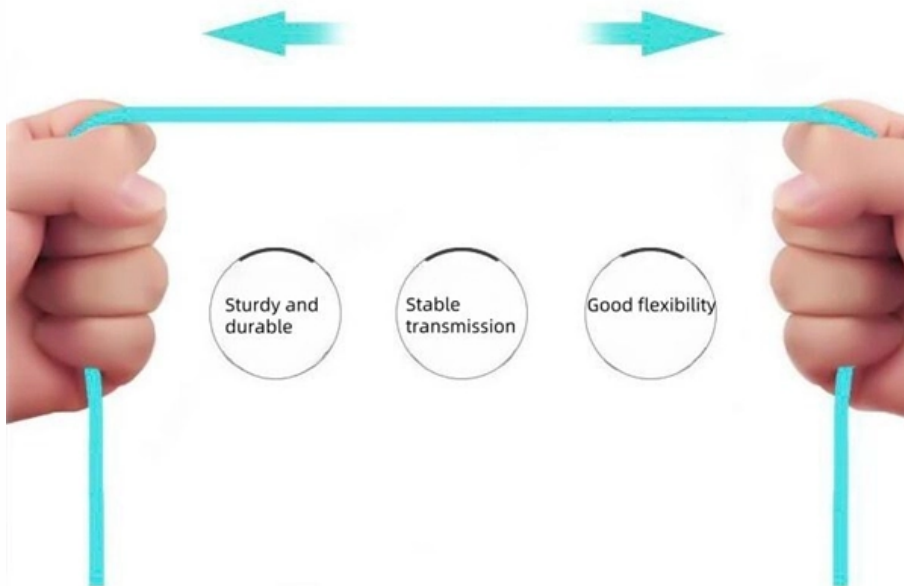 Sturdy and
durable
Stable
transmission
Good flexibility